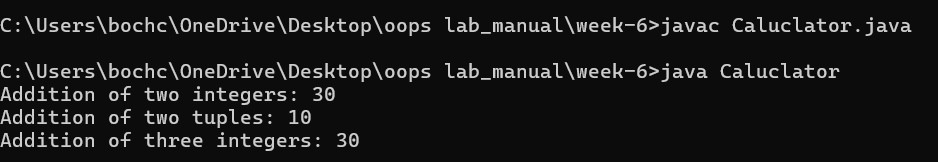 C:\Users\bochc\OneDrive\Desktop\oops lab_manual\week-6>javac Caluclator.java
C:\Users\bochc\OneDrive\Desktop\oops lab_manual\week-6>java Caluclator
Addition of two integers: 30
Addition of two tuples: 10
Addition of three integers: 30